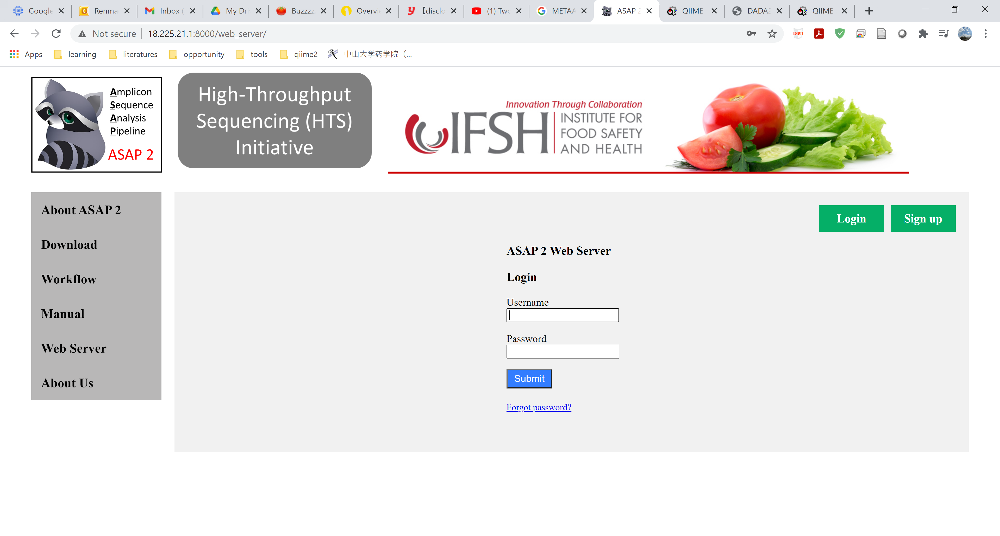 Google Renma Inbox ( My Dri Buzzzz Overvi 【disclo (1) Two METAA ASAP 2 QIIME DADA2 QIIME
Not secure 18.225.21.1:8000/web_server/
Apps learning literatures opportunity tools qiime2 中山大学药学院（...
Amplicon
Sequence
Analysis
Pipeline
ASAP 2
High-Throughput
Sequencing (HTS)
Initiative
Innovation Through Collaboration
IFSH
INSTITUTE FOR
FOOD SAFETY
AND HEALTH
About ASAP 2
Download
Workflow
Manual
Web Server
About Us
Login Sign up
ASAP 2 Web Server
Login
Username
Password
Submit
Forgot password?